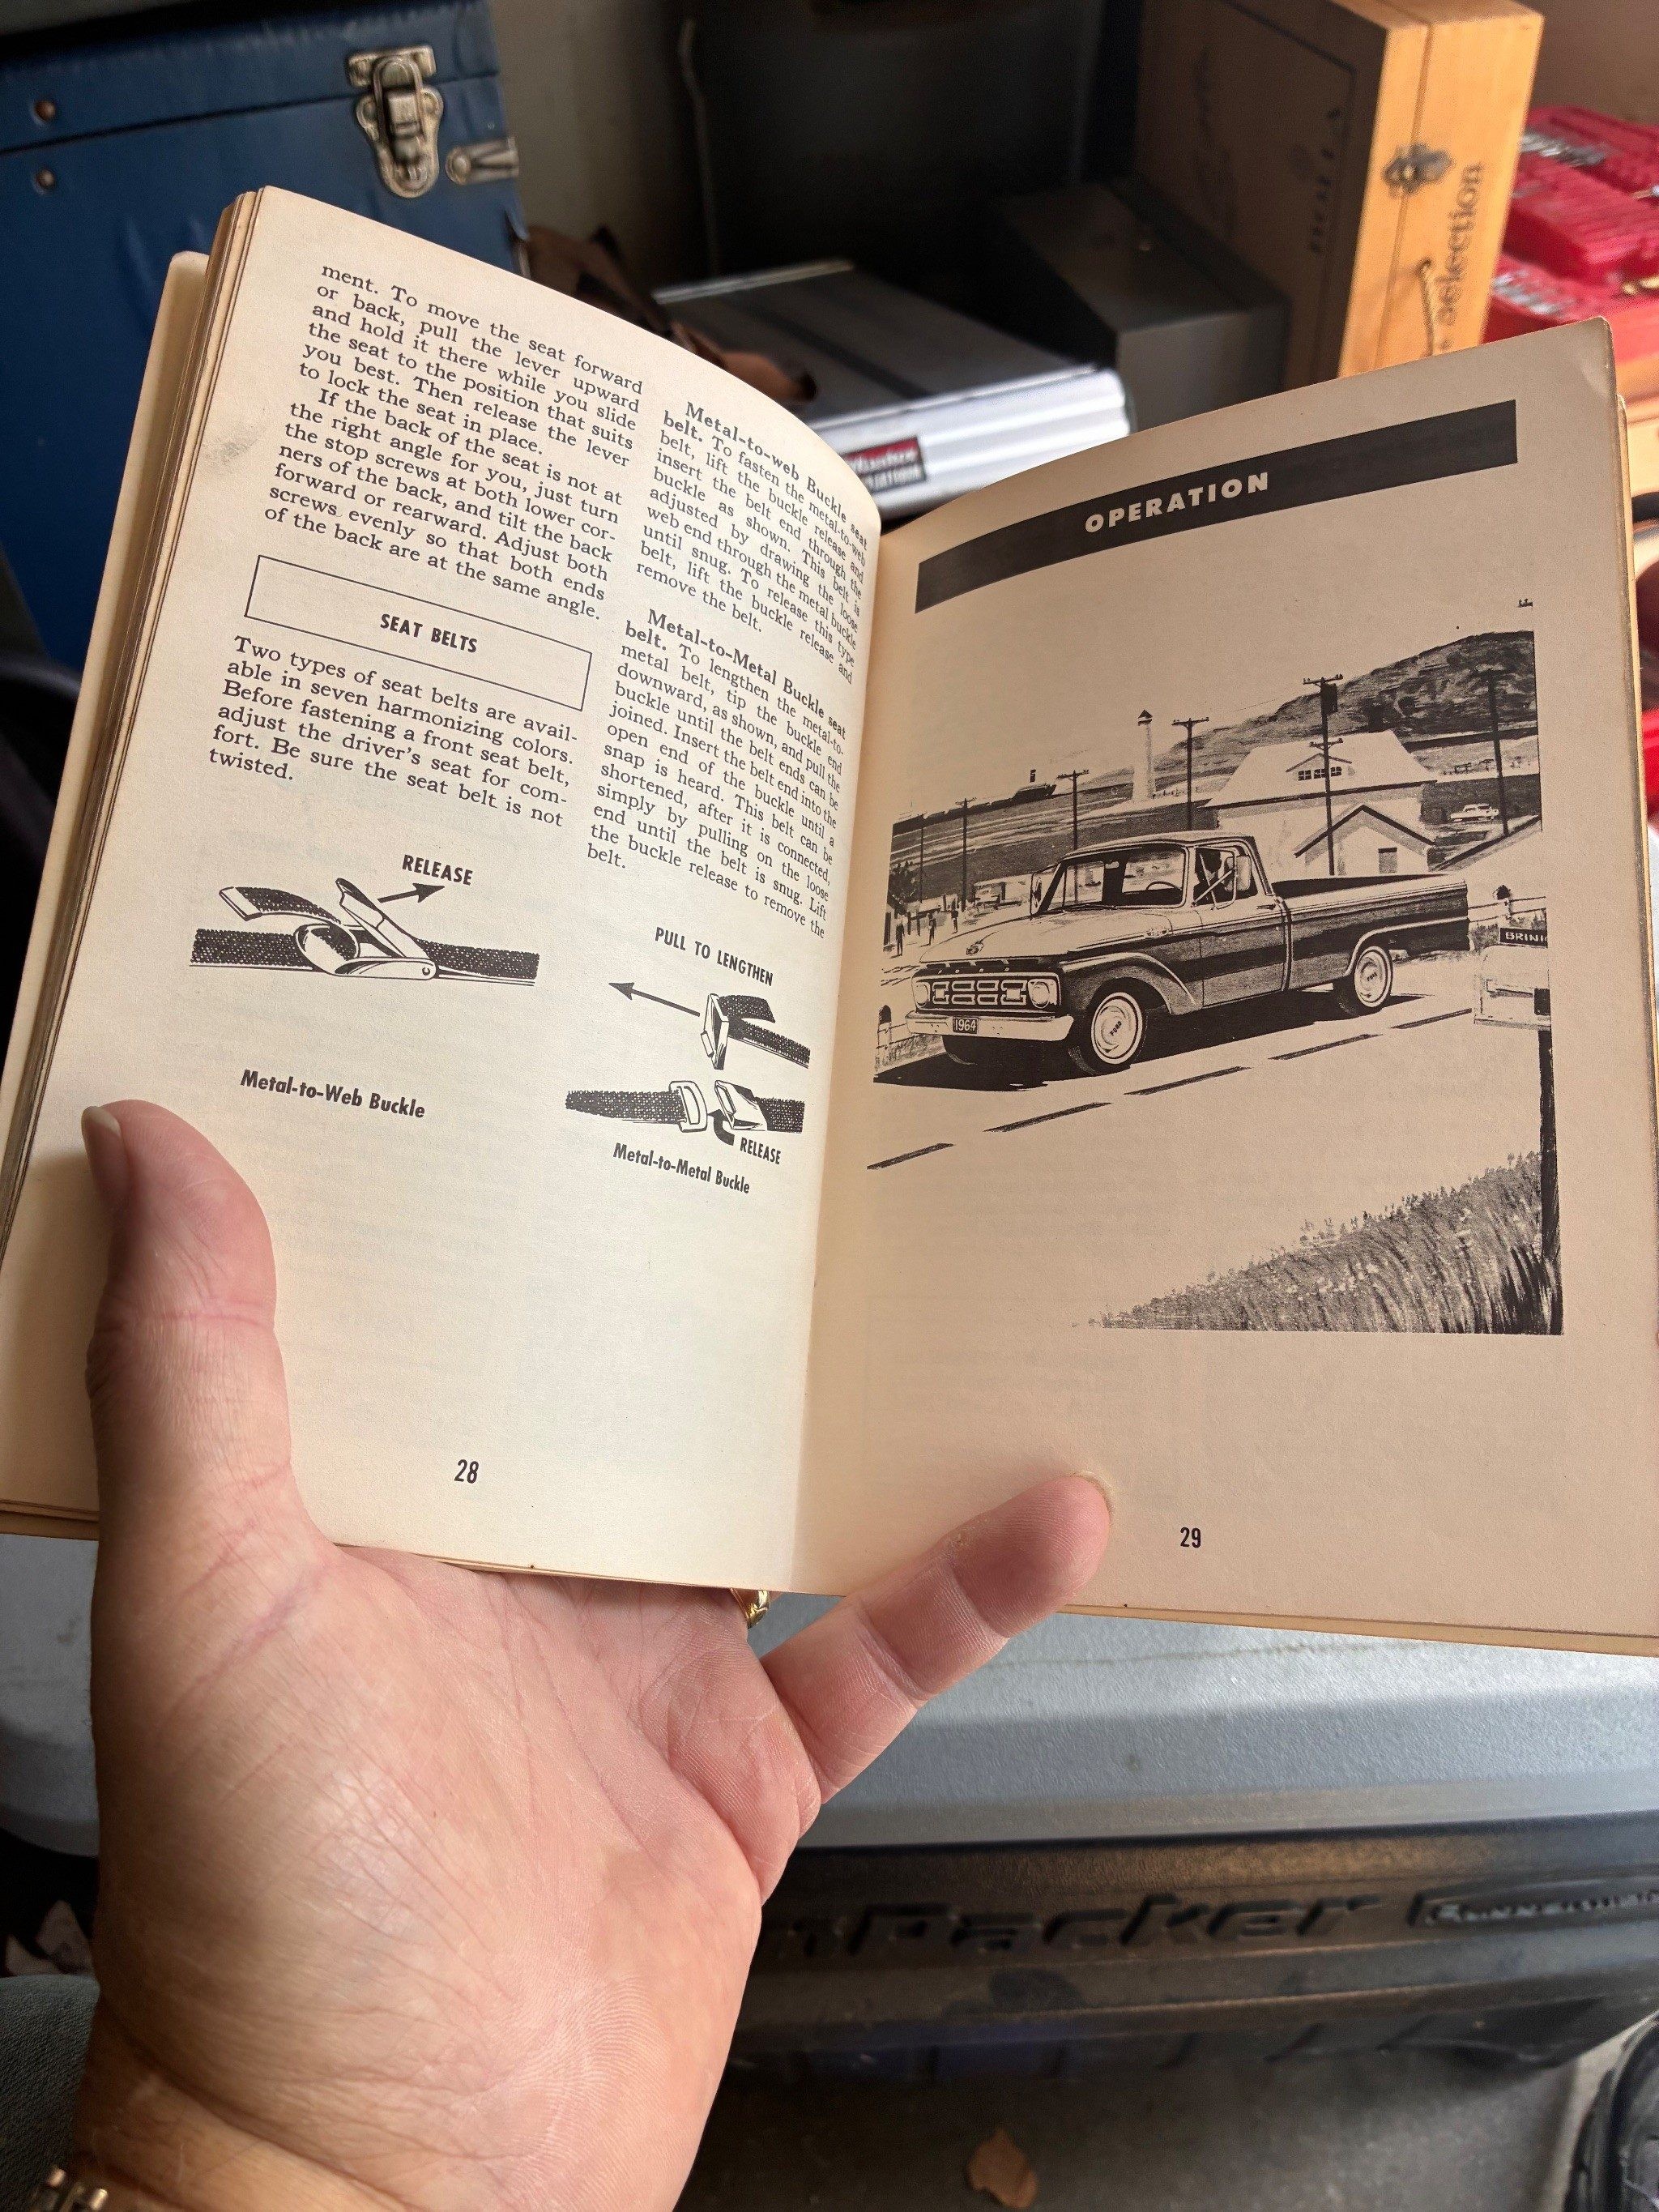 ment. To move the seat forward
or back, pull the lever upward
and hold it there while you slide
the seat to the position that suits
you best. Then release the lever
to lock the seat in place.
If the back of the seat is not at
the right angle for you, just turn
the stop screws at both lower cor-
ners of the back, and tilt the back
forward or rearward. Adjust both
screws evenly so that both ends
of the back are at the same angle.
SEAT BELTS
Two types of seat belts are avail-
able in seven harmonizing colors.
Before fastening a front seat belt,
adjust the driver's seat for com-
fort. Be sure the seat belt is not
twisted.
RELEASE
Metal-to-Web Buckle
Metal-to-web Buckle seat
belt. To fasten the metal-to-web
belt, lift the buckle release and
insert the belt end through the
buckle as shown. This belt is
adjusted by drawing the loose
web end through the metal buckle
until snug. To release this type
belt, lift the buckle release and
remove the belt.
Metal-to-Metal Buckle seat
belt. To lengthen the metal-to-
metal belt, tip the buckle end
downward, as shown, and pull the
buckle until the belt ends can be
joined. Insert the belt end into the
open end of the buckle until a
snap is heard. This belt can be
shortened, after it is connected,
simply by pulling on the loose
end until the belt is snug. Lift
the buckle release to remove the
belt.
PULL TO LENGTHEN
RELEASE
Metal-to-Metal Buckle
28
OPERATION
F
BRINK
FORD
1964
FORD
29
Selection
Packer